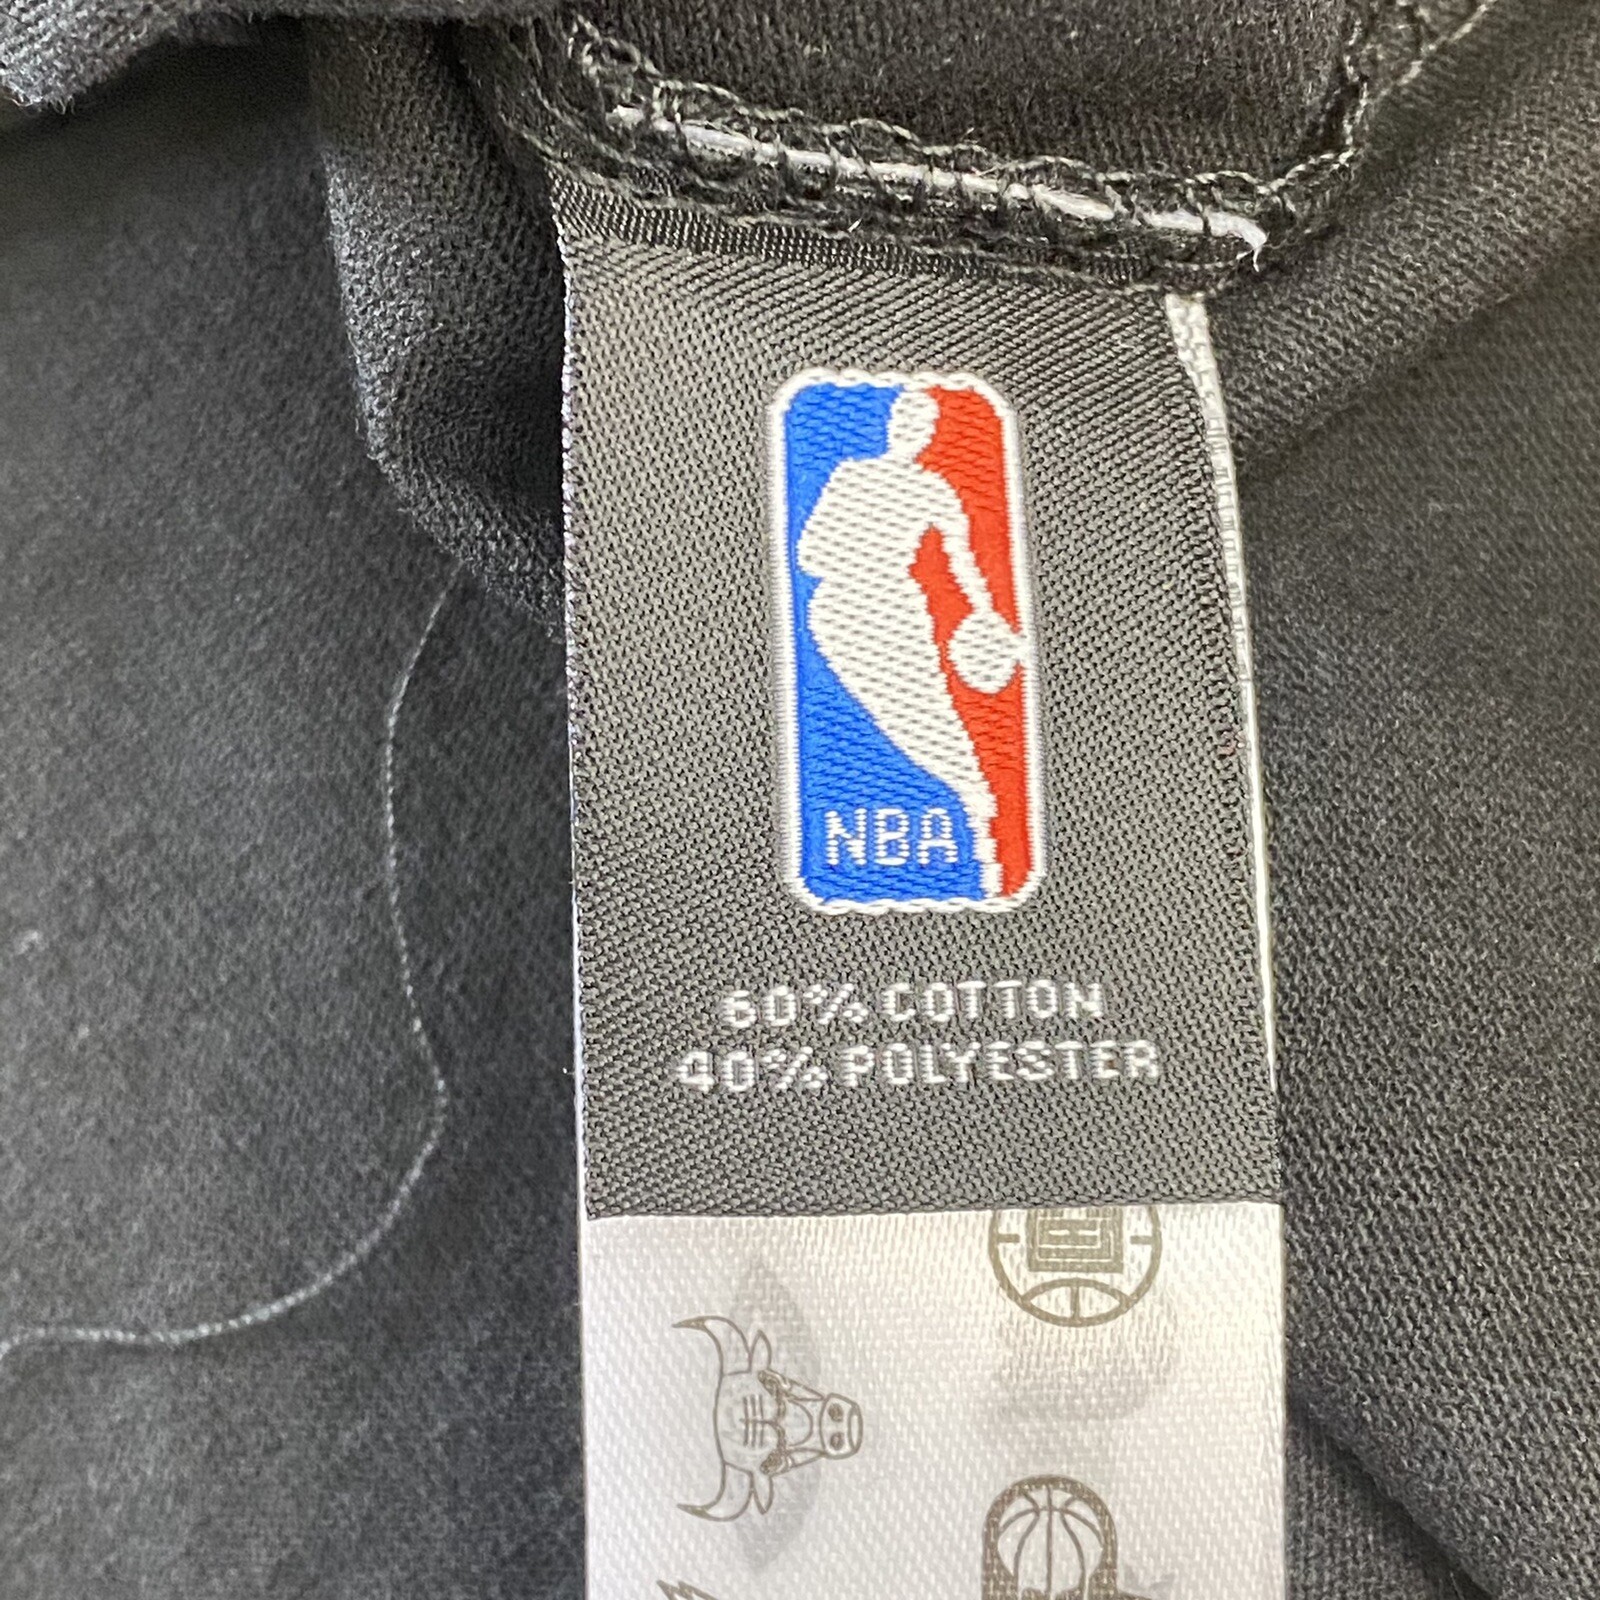 NBA
60% COTTON
40% POLYESTER